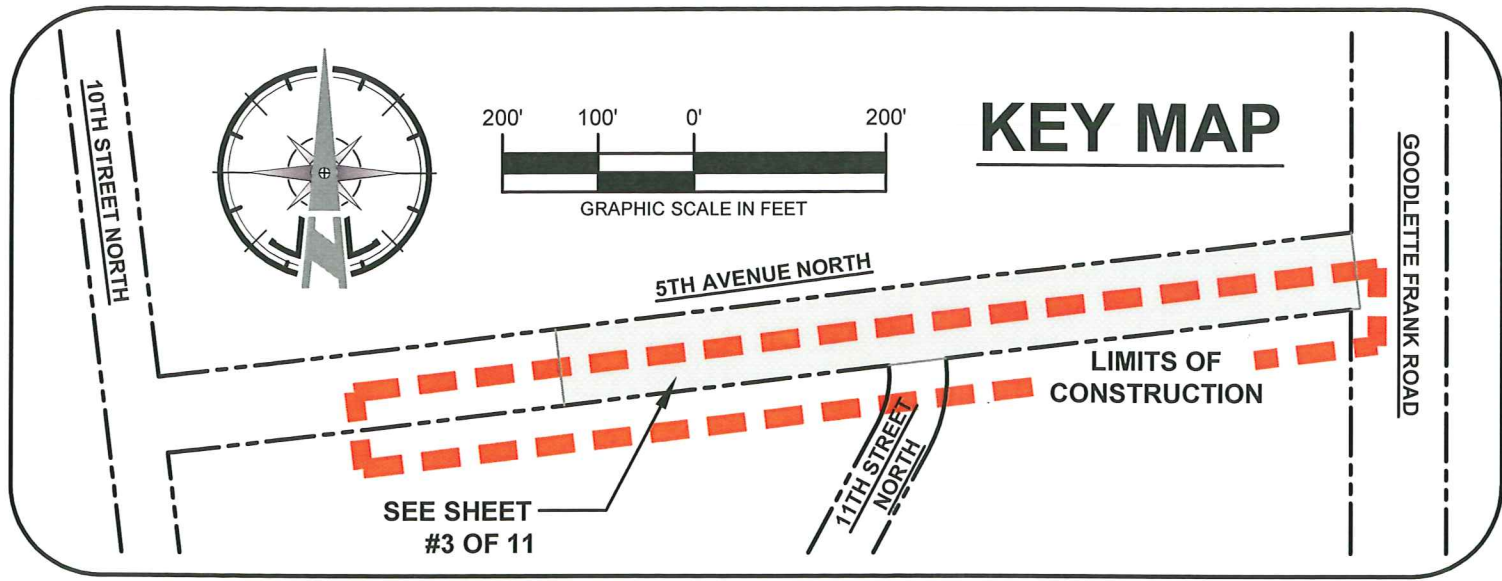 KEY MAP
200' 100' 0' 200'
GRAPHIC SCALE IN FEET
N
10TH STREET NORTH
5TH AVENUE NORTH
GOODLETTE FRANK ROAD
LIMITS OF
CONSTRUCTION
11TH STREET
NORTH
SEE SHEET
#3 OF 11